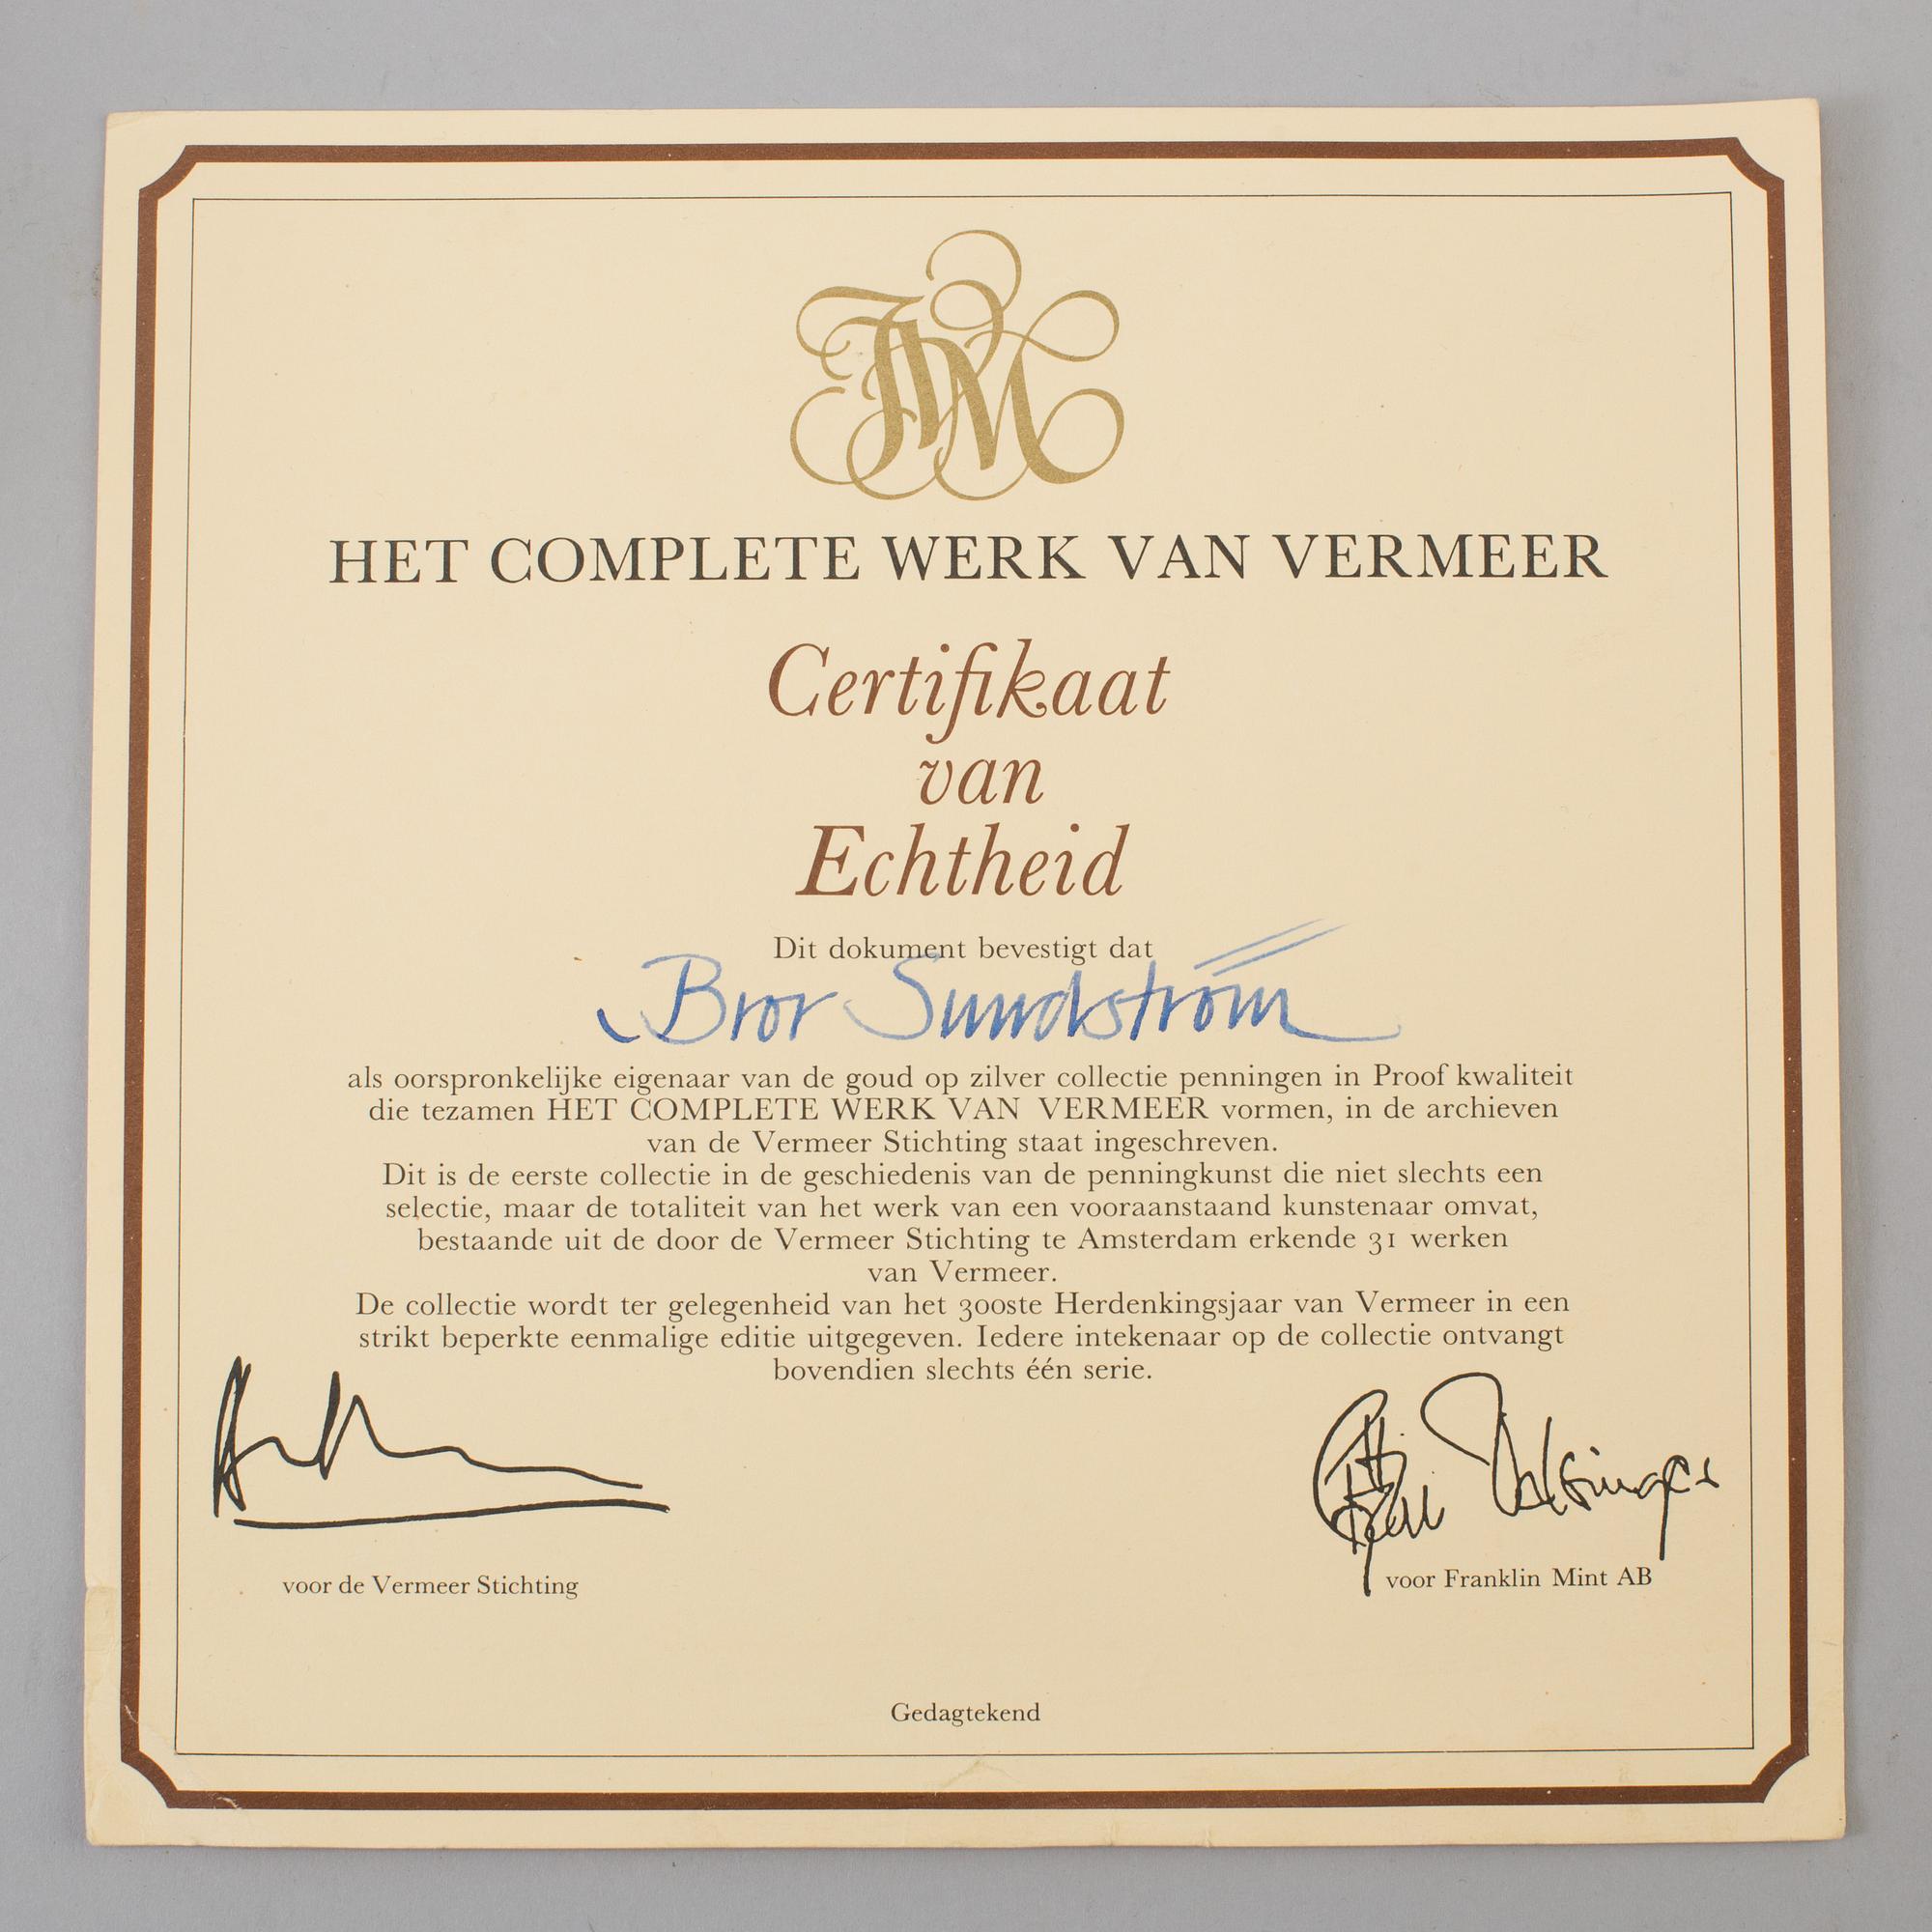 HET COMPLETE WERK VAN VERMEER
Certifikaat
van
Echtheid
Dit dokument bevestigt dat
Bror Sundström
als oorspronkelijke eigenaar van de goud op zilver collectie penningen in Proof kwaliteit
die tezamen HET COMPLETE WERK VAN VERMEER vormen, in de archieven
van de Vermeer Stichting staat ingeschreven.
Dit is de eerste collectie in de geschiedenis van de penningkunst die niet slechts een
selectie, maar de totaliteit van het werk van een vooraanstaand kunstenaar omvat,
bestaande uit de door de Vermeer Stichting te Amsterdam erkende 31 werken
van Vermeer.
De collectie wordt ter gelegenheid van het 300ste Herdenkingsjaar van Vermeer in een
strikt beperkte eenmalige editie uitgegeven. Iedere intekenaar op de collectie ontvangt
bovendien slechts één serie.
voor de Vermeer Stichting
voor Franklin Mint AB
Gedagtekend